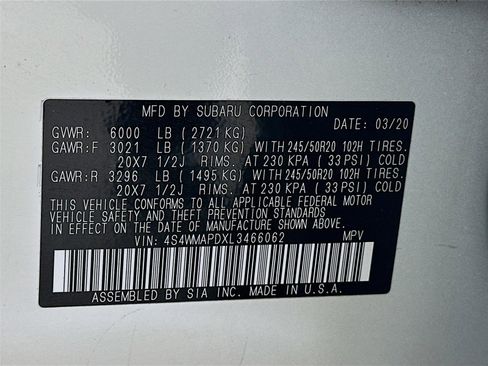 MFD BY SUBARU CORPORATION
DATE: 03/20
GVWR: 6000 LB (2721 KG)
GAWR:F 3021 LB (1370 KG) WITH 245/50R20 102H TIRES.
20X7 1/2J RIMS. AT 230 KPA (33 PSI) COLD
GAWR:R 3296 LB (1495 KG) WITH 245/50R20 102H TIRES.
20X7 1/2J RIMS. AT 230 KPA (33 PSI) COLD
THIS VEHICLE CONFORMS TO ALL APPLICABLE FEDERAL MOTOR
VEHICLE SAFETY AND THEFT PREVENTION STANDARDS
IN EFFECT ON THE DATE OF MANUFACTURE SHOWN ABOVE.
VIN: 4S4WMAPDXL3466062 MPV
ASSEMBLED BY SIA INC. MADE IN U.S.A.